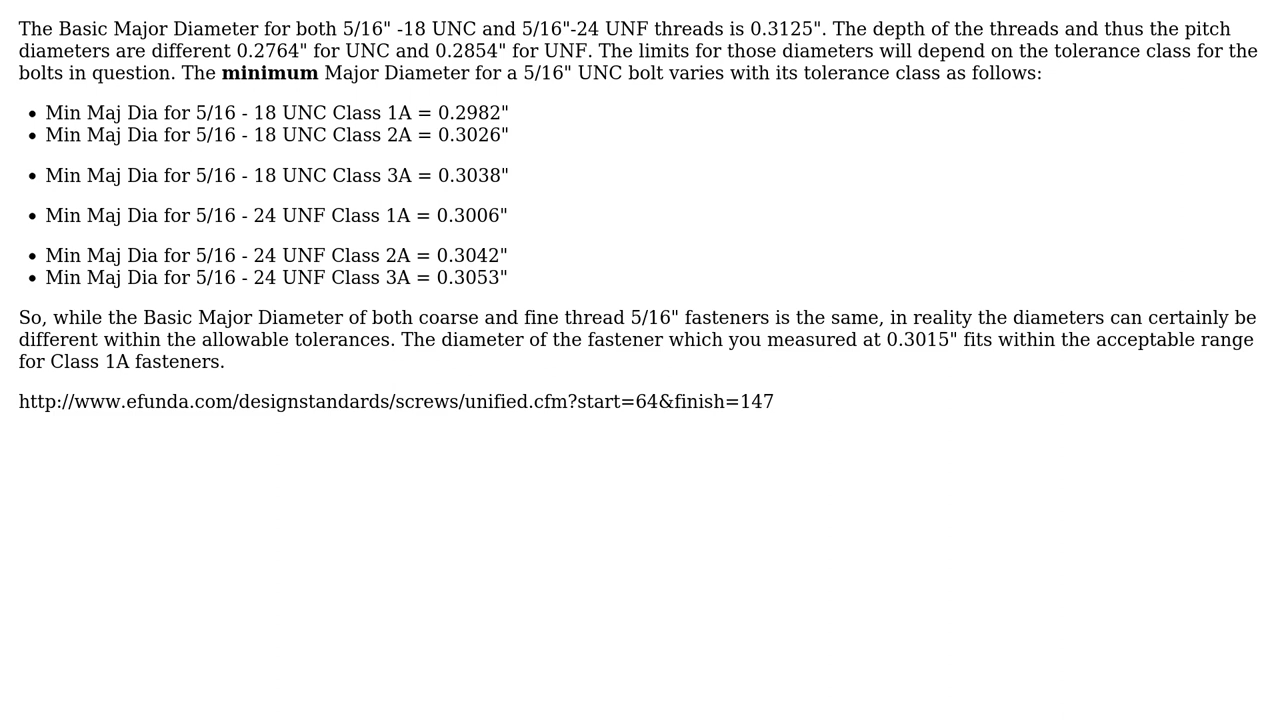 The Basic Major Diameter for both 5/16" -18 UNC and 5/16"-24 UNF threads is 0.3125". The depth of the threads and thus the pitch
diameters are different 0.2764" for UNC and 0.2854" for UNF. The limits for those diameters will depend on the tolerance class for the
bolts in question. The minimum Major Diameter for a 5/16" UNC bolt varies with its tolerance class as follows:
• Min Maj Dia for 5/16 - 18 UNC Class 1A = 0.2982"
• Min Maj Dia for 5/16 - 18 UNC Class 2A = 0.3026"
• Min Maj Dia for 5/16 - 18 UNC Class 3A = 0.3038"
• Min Maj Dia for 5/16 - 24 UNF Class 1A = 0.3006"
• Min Maj Dia for 5/16 - 24 UNF Class 2A = 0.3042"
• Min Maj Dia for 5/16 - 24 UNF Class 3A = 0.3053"
So, while the Basic Major Diameter of both coarse and fine thread 5/16" fasteners is the same, in reality the diameters can certainly be
different within the allowable tolerances. The diameter of the fastener which you measured at 0.3015" fits within the acceptable range
for Class 1A fasteners.
http://www.efunda.com/designstandards/screws/unified.cfm?start=64&finish=147